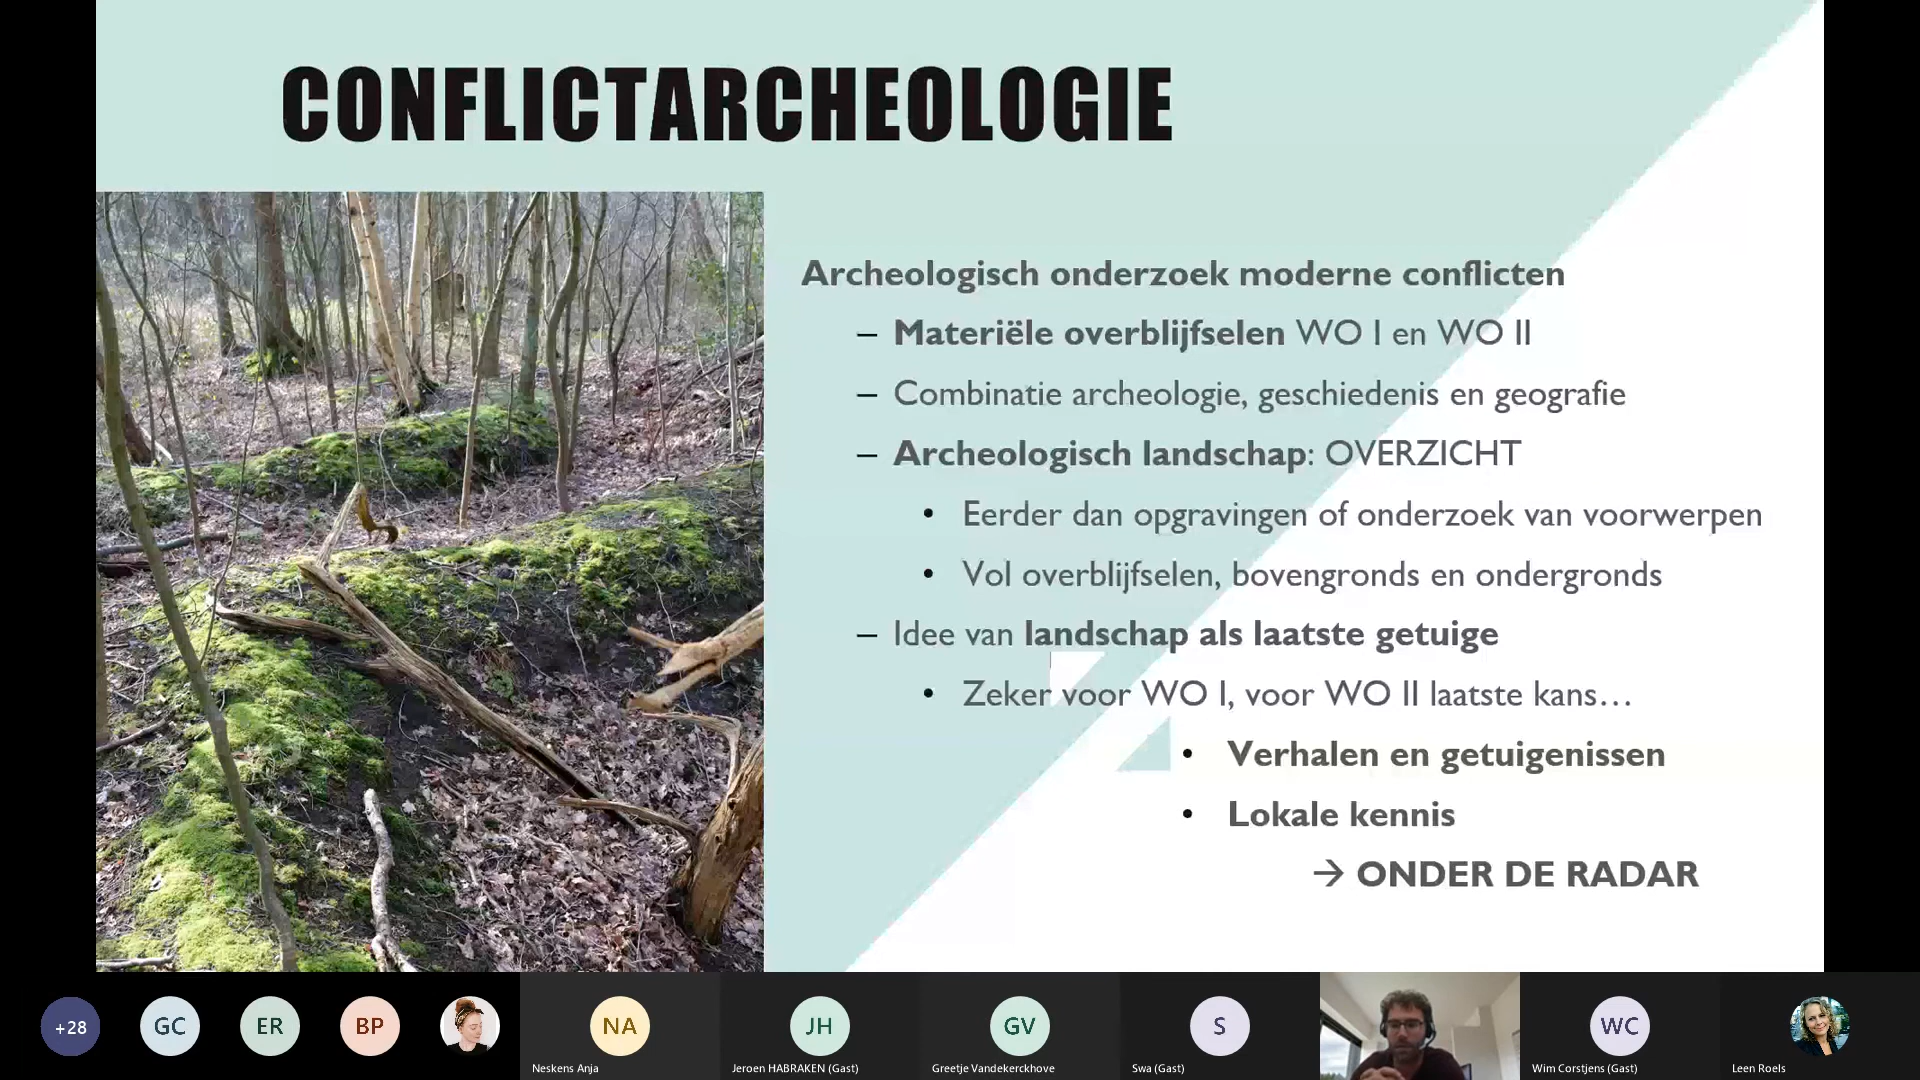 CONFLICTARCHEOLOGIE
Archeologisch onderzoek moderne conflicten
– Materiële overblijfselen WO I en WO II
– Combinatie archeologie, geschiedenis en geografie
– Archeologisch landschap: OVERZICHT
• Eerder dan opgravingen of onderzoek van voorwerpen
• Vol overblijfselen, bovengronds en ondergronds
– Idee van landschap als laatste getuige
• Zeker voor WO I, voor WO II laatste kans…
• Verhalen en getuigenissen
• Lokale kennis
→ ONDER DE RADAR
+28 GC ER BP NA JH GV S WC
Neskens Anja Jeroen HABRAKEN (Gast) Greetje Vandekerckhove Swa (Gast) Wim Corstjens (Gast) Leen Roels